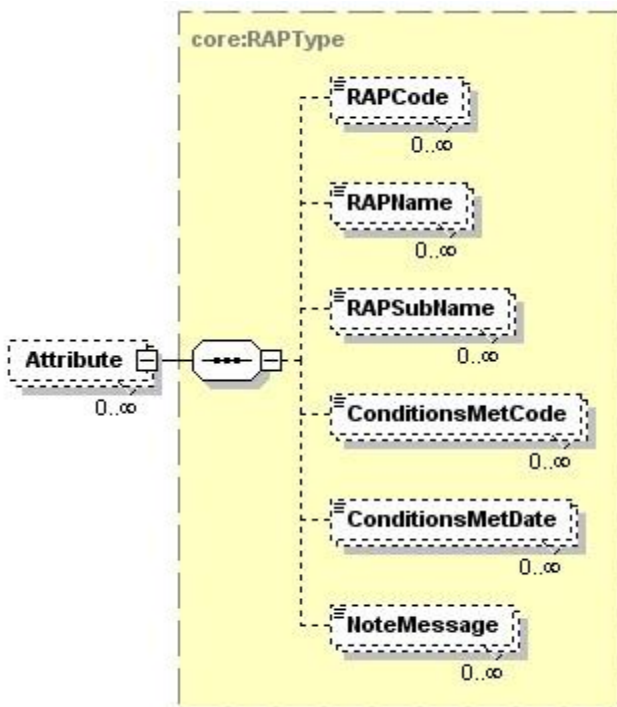 core:RAPType
RAPCode
0..∞
RAPName
0..∞
RAPSubName
0..∞
Attribute
0..∞
ConditionsMetCode
0..∞
ConditionsMetDate
0..∞
NoteMessage
0..∞